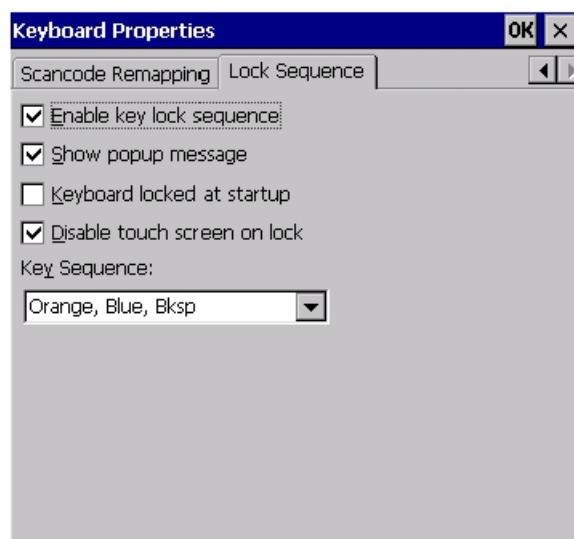 Keyboard Properties OK ×
Scancode Remapping Lock Sequence
Enable key lock sequence
Show popup message
Keyboard locked at startup
Disable touch screen on lock
Key Sequence:
Orange, Blue, Bksp